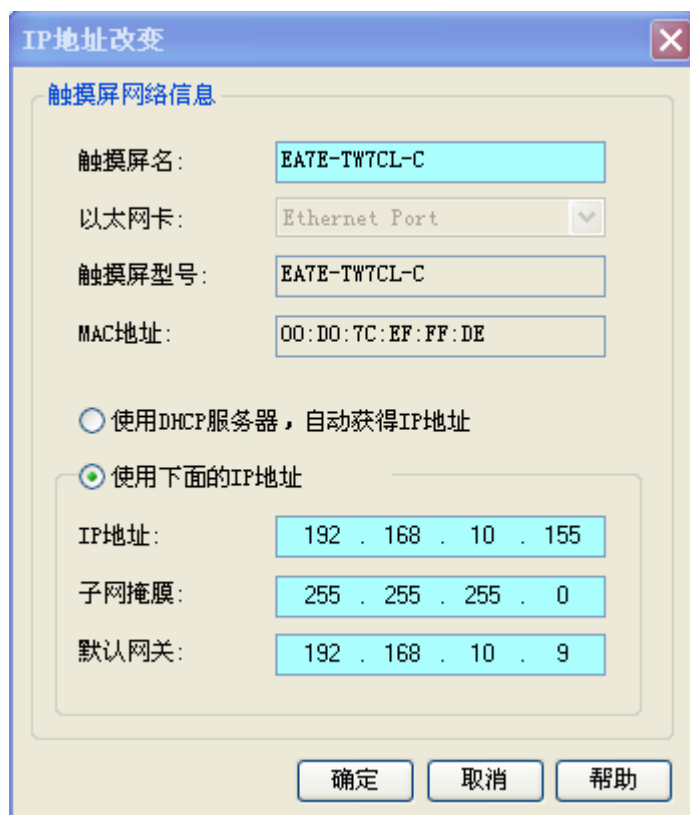 IP地址改变
触摸屏网络信息
触摸屏名: EA7E-TW7CL-C
以太网卡: Ethernet Port
触摸屏型号: EA7E-TW7CL-C
MAC地址: 00:D0:7C:EF:FF:DE
使用DHCP服务器，自动获得IP地址
使用下面的IP地址
IP地址: 192 . 168 . 10 . 155
子网掩膜: 255 . 255 . 255 . 0
默认网关: 192 . 168 . 10 . 9
确定 取消 帮助